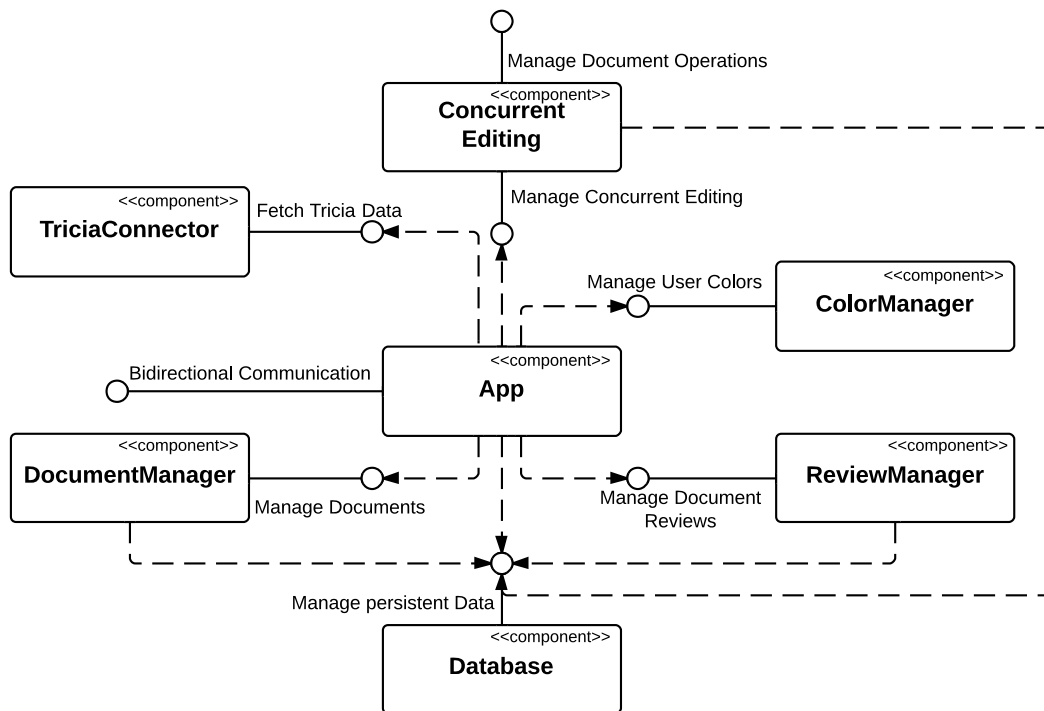 Manage Document Operations
<<component>>
Concurrent
Editing
Manage Concurrent Editing
<<component>>
TriciaConnector
Fetch Tricia Data
Manage User Colors
<<component>>
ColorManager
<<component>>
App
Bidirectional Communication
<<component>>
DocumentManager
Manage Documents
<<component>>
ReviewManager
Manage Document
Reviews
Manage persistent Data
<<component>>
Database